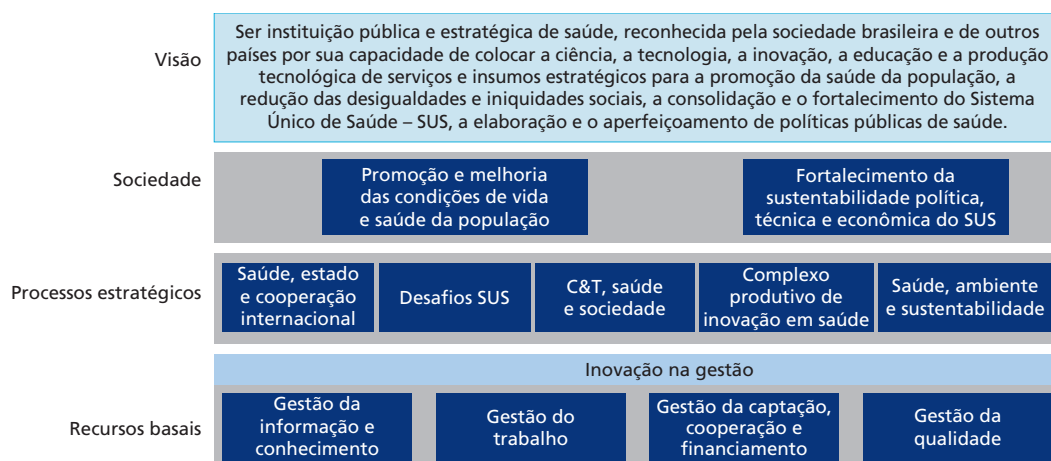 Visão
Ser instituição pública e estratégica de saúde, reconhecida pela sociedade brasileira e de outros
países por sua capacidade de colocar a ciência, a tecnologia, a inovação, a educação e a produção
tecnológica de serviços e insumos estratégicos para a promoção da saúde da população, a
redução das desigualdades e iniquidades sociais, a consolidação e o fortalecimento do Sistema
Único de Saúde – SUS, a elaboração e o aperfeiçoamento de políticas públicas de saúde.
Sociedade
Promoção e melhoria
das condições de vida
e saúde da população
Fortalecimento da
sustentabilidade política,
técnica e econômica do SUS
Processos estratégicos
Saúde, estado
e cooperação
internacional
Desafios SUS
C&T, saúde
e sociedade
Complexo
produtivo de
inovação em saúde
Saúde, ambiente
e sustentabilidade
Recursos basais
Inovação na gestão
Gestão da
informação e
conhecimento
Gestão do
trabalho
Gestão da captação,
cooperação e
financiamento
Gestão da
qualidade